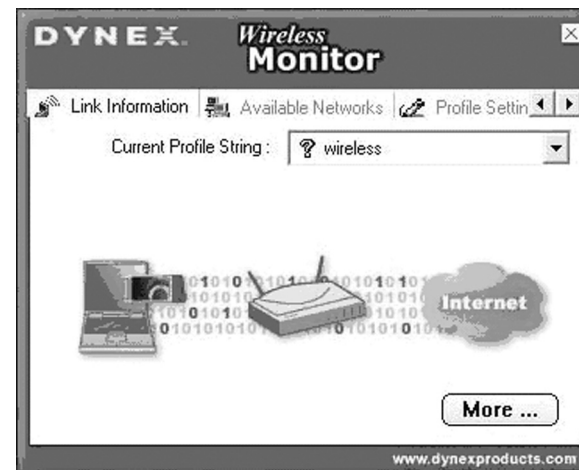 DYNEX Wireless
Monitor
Link Information Available Networks Profile Settin
Current Profile String : wireless
Internet
More ...
www.dynexproducts.com